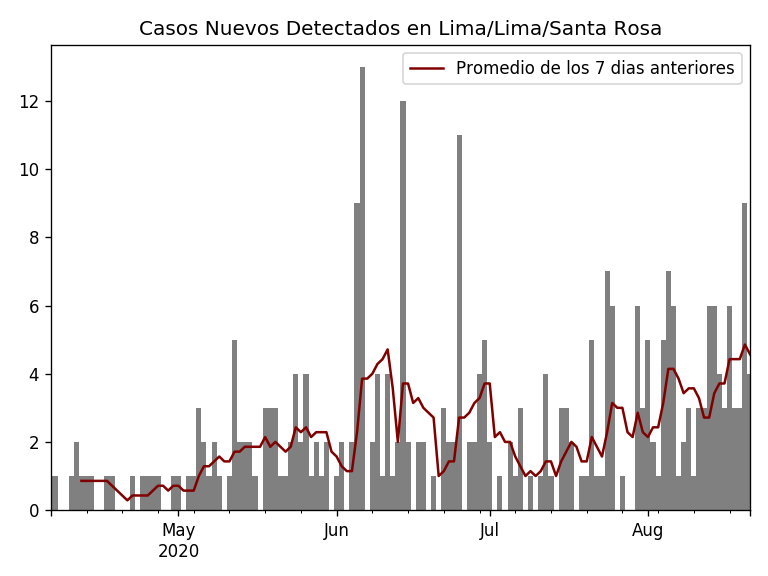 Casos Nuevos Detectados en Lima/Lima/Santa Rosa
Promedio de los 7 dias anteriores
12
10
8
6
4
2
0
May
2020
Jun
Jul
Aug